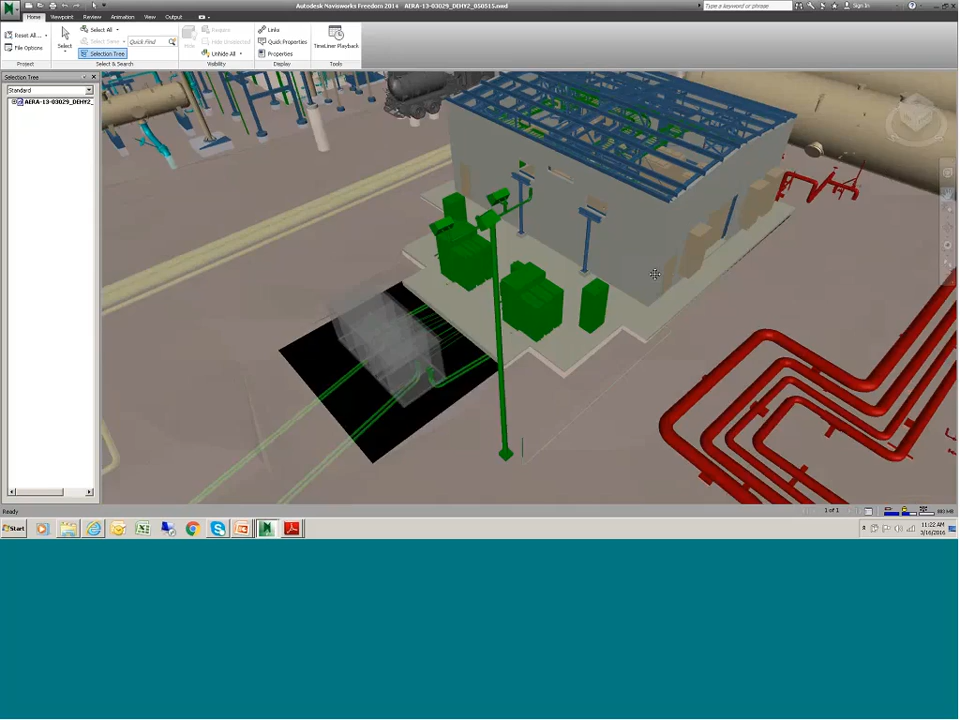 Autodesk Navisworks Freedom 2014 AERA-13-03029_DEHY2_050515.nwd
Type a keyword or phrase
Sign In
Home Viewpoint Review Animation View Output
Reset All...
File Options
Project
Select
Select All
Select Same
Selection Tree
Quick Find
Select & Search
Hide
Require
Hide Unselected
Unhide All
Visibility
Links
Quick Properties
Properties
Display
TimeLiner Playback
Tools
Selection Tree
Standard
AERA-13-03029_DEHY2_
Ready
1 of 1
Start
11:22 AM
3/16/2016